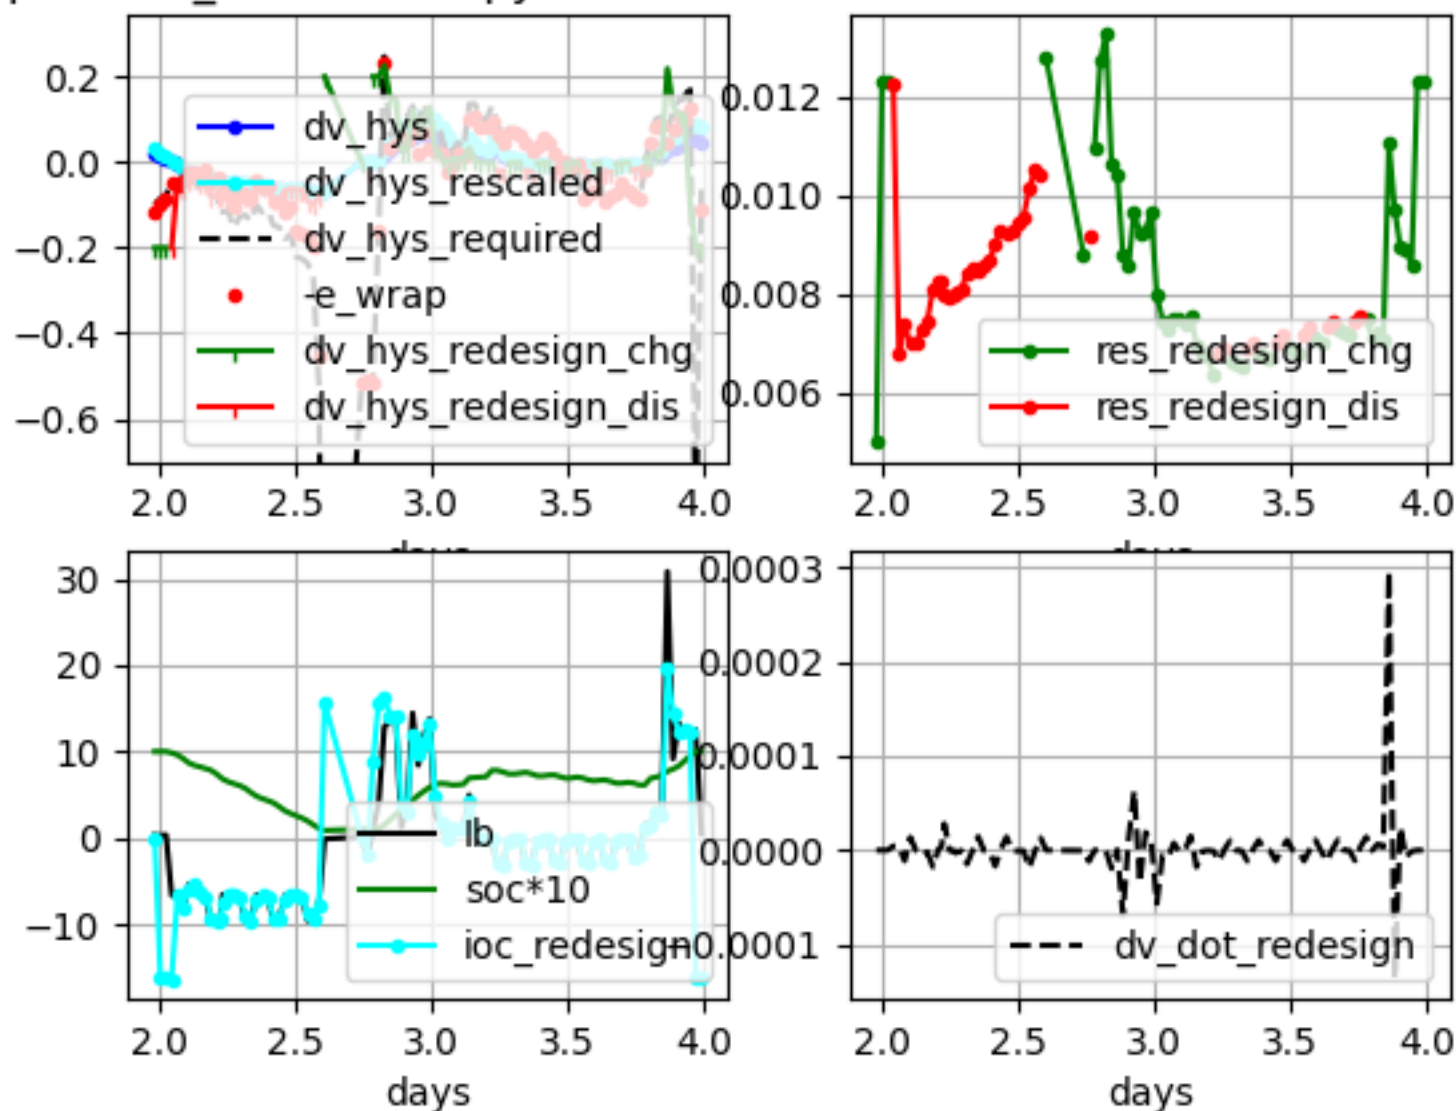 0.2
0.0
−0.2
−0.4
−0.6
dv_hys
dv_hys_rescaled
dv_hys_required
-e_wrap
dv_hys_redesign_chg
dv_hys_redesign_dis
2.0 2.5 3.0 3.5 4.0
0.012
0.010
0.008
0.006
res_redesign_chg
res_redesign_dis
2.0 2.5 3.0 3.5 4.0
30
20
10
0
−10
Ib
soc*10
ioc_redesign
2.0 2.5 3.0 3.5 4.0
days
0.0003
0.0002
0.0001
0.0000
−0.0001
dv_dot_redesign
2.0 2.5 3.0 3.5 4.0
days